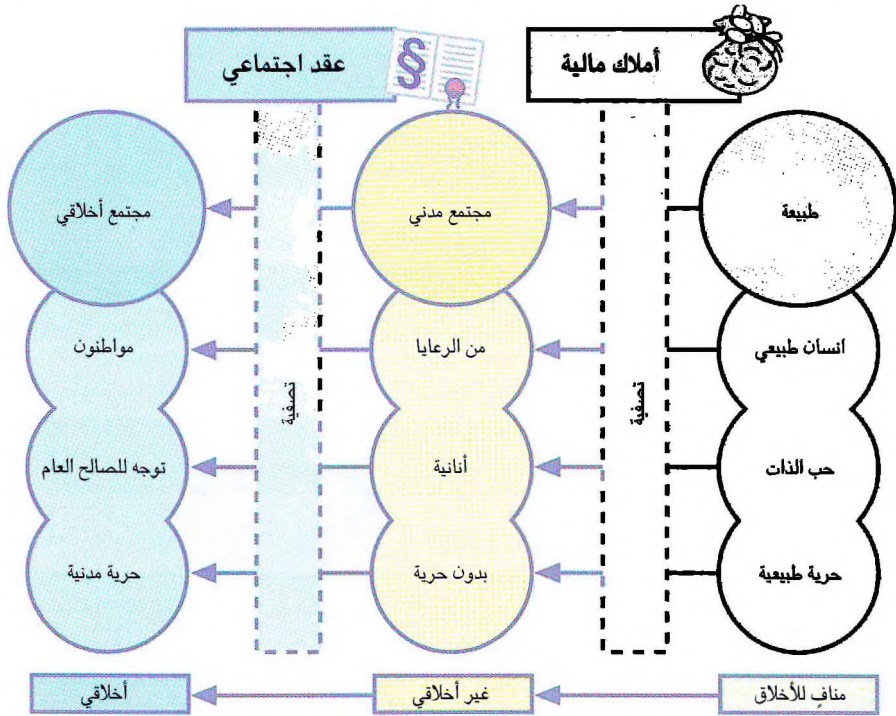 أملاك مالية
عقد اجتماعي
§
طبيعة
مجتمع مدني
مجتمع أخلاقي
انسان طبيعي
من الرعايا
مواطنون
تصفية
تصفية
حب الذات
أنانية
توجه للصالح العام
حرية طبيعية
بدون حرية
حرية مدنية
منافٍ للأخلاق
غير أخلاقي
أخلاقي